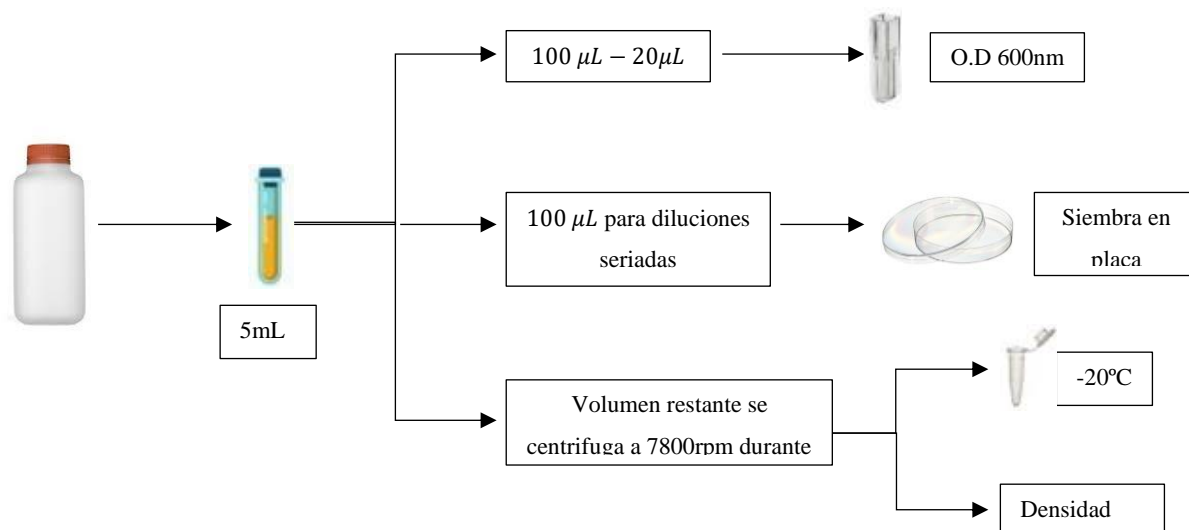 100 μL − 20μL
O.D 600nm
5mL
100 μL para diluciones
seriadas
Siembra en
placa
Volumen restante se
centrifuga a 7800rpm durante
-20ºC
Densidad